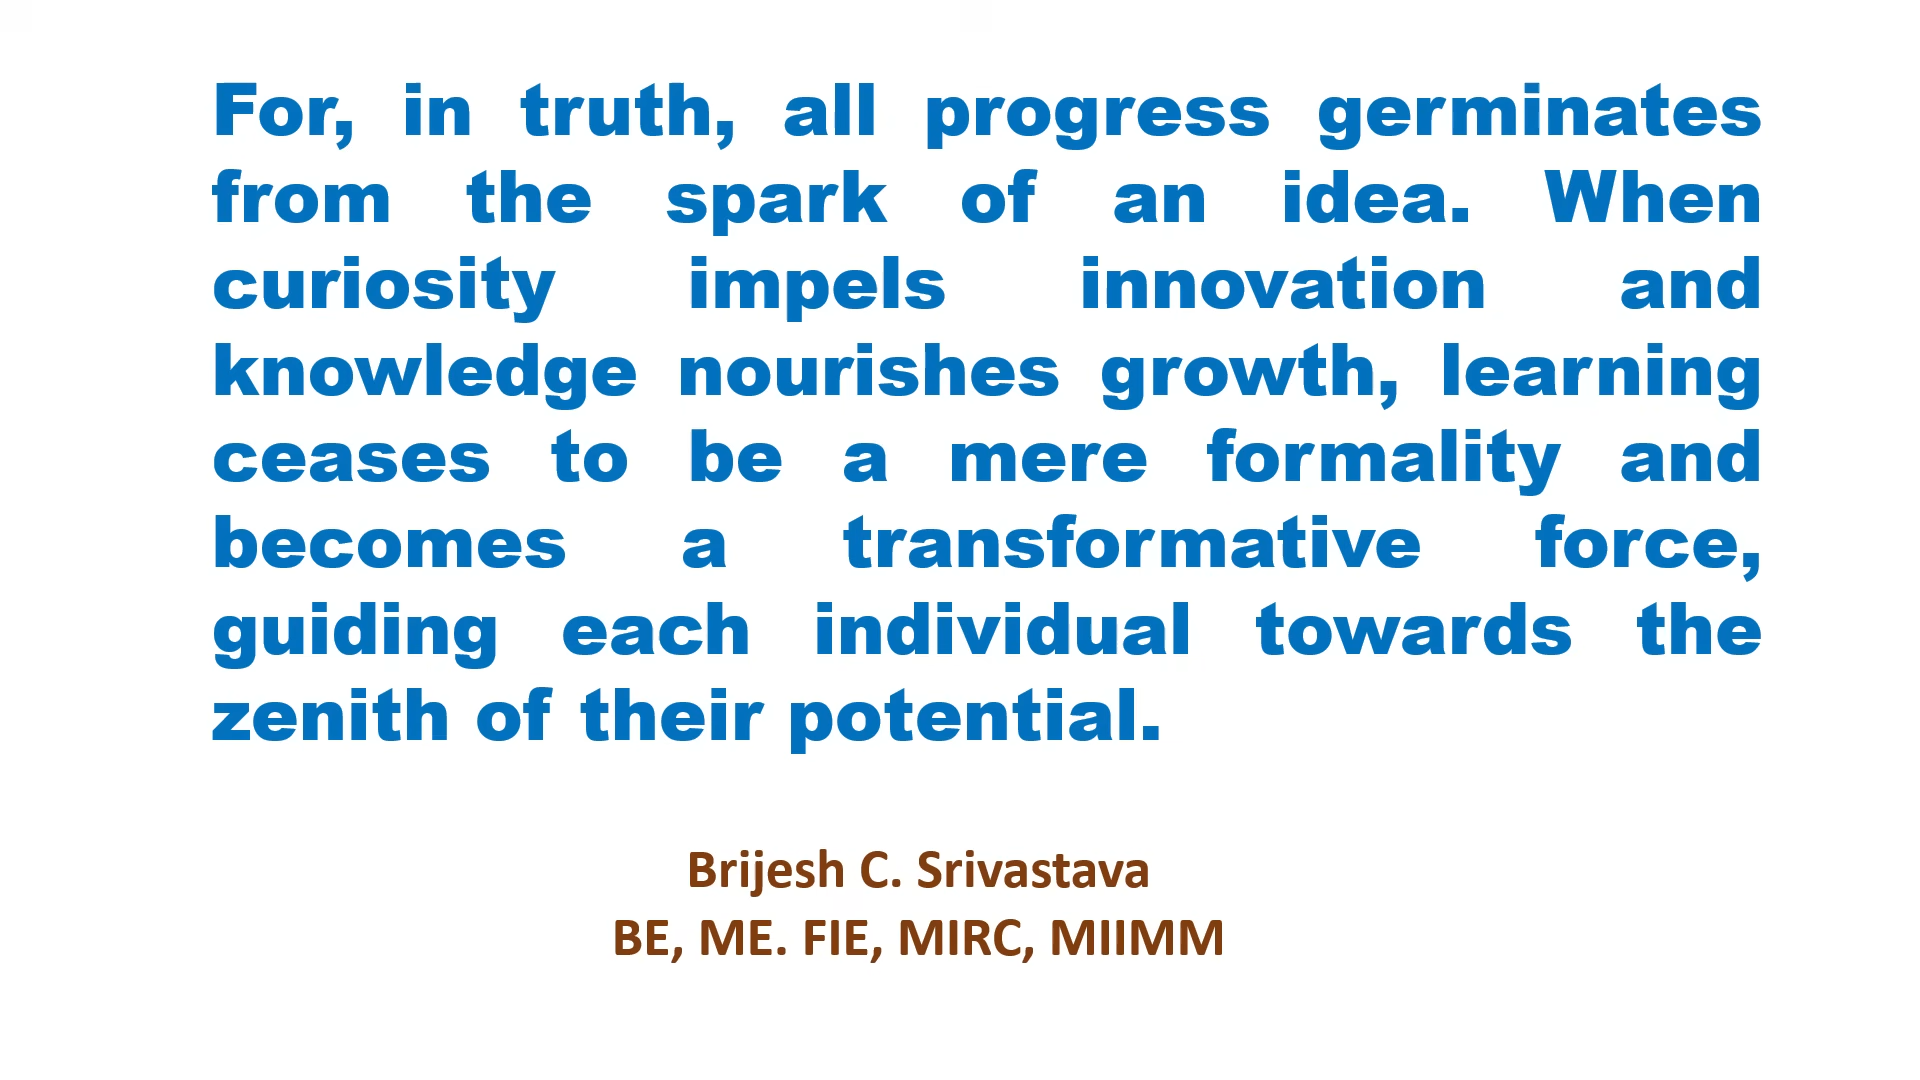 For, in truth, all progress germinates
from the spark of an idea. When
curiosity impels innovation and
knowledge nourishes growth, learning
ceases to be a mere formality and
becomes a transformative force,
guiding each individual towards the
zenith of their potential.
Brijesh C. Srivastava
BE, ME. FIE, MIRC, MIIMM